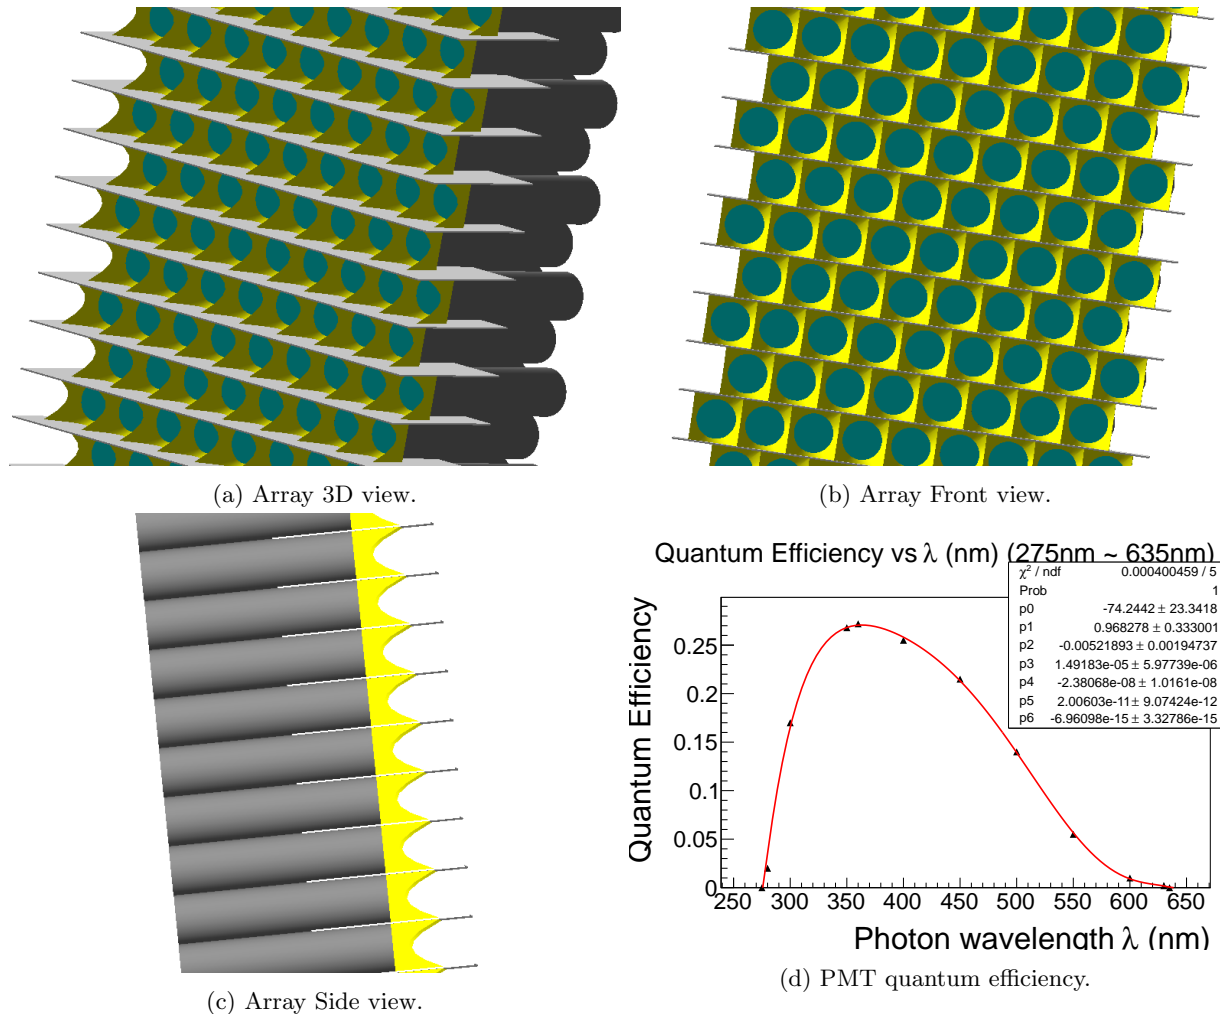 (a) Array 3D view.
(b) Array Front view.
(c) Array Side view.
Quantum Efficiency vs λ (nm) (275nm ~ 635nm)
χ² / ndf 0.000400459 / 5
Prob 1
p0 -74.2442 ± 23.3418
p1 0.968278 ± 0.333001
p2 -0.00521893 ± 0.00194737
p3 1.49183e-05 ± 5.97739e-06
p4 -2.38068e-08 ± 1.0161e-08
p5 2.00603e-11 ± 9.07424e-12
p6 -6.96098e-15 ± 3.32786e-15
Quantum Efficiency
0.25
0.2
0.15
0.1
0.05
0
250 300 350 400 450 500 550 600 650
Photon wavelength λ (nm)
(d) PMT quantum efficiency.